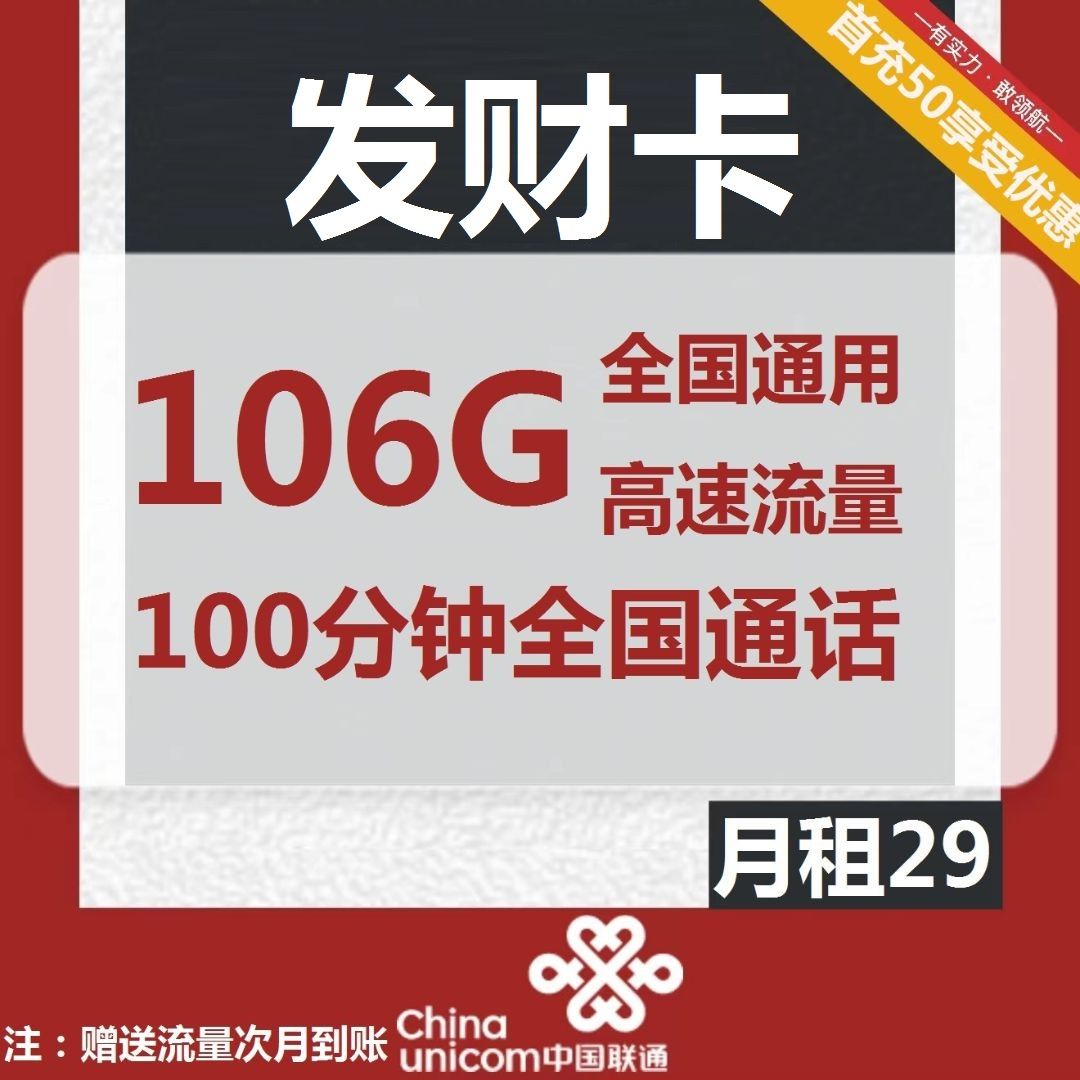 一有实力·敢领航一
首充50享受优惠
发财卡
106G
全国通用
高速流量
100分钟全国通话
月租29
注：赠送流量次月到账
China
unicom中国联通